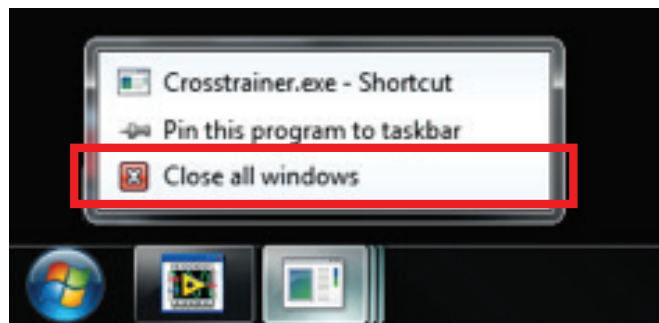 Crosstrainer.exe - Shortcut
Pin this program to taskbar
Close all windows